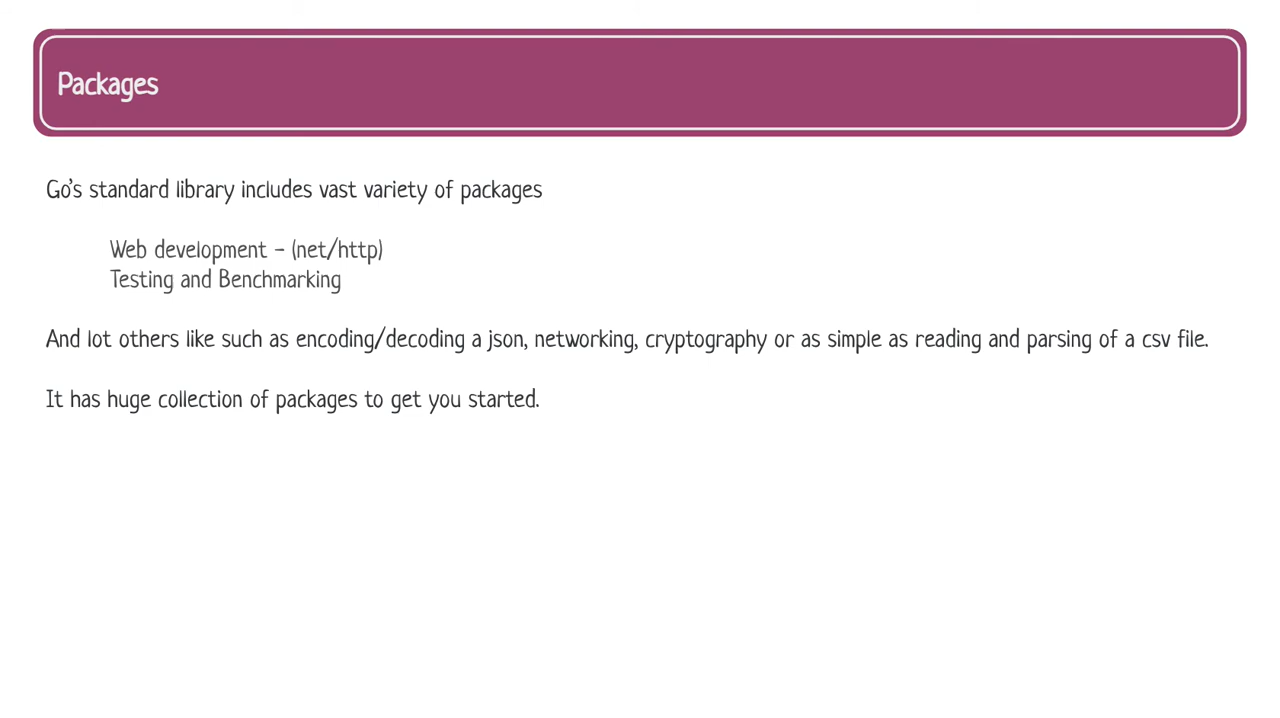 Packages
Go's standard library includes vast variety of packages
Web development - (net/http)
Testing and Benchmarking
And lot others like such as encoding/decoding a json, networking, cryptography or as simple as reading and parsing of a csv file.
It has huge collection of packages to get you started.